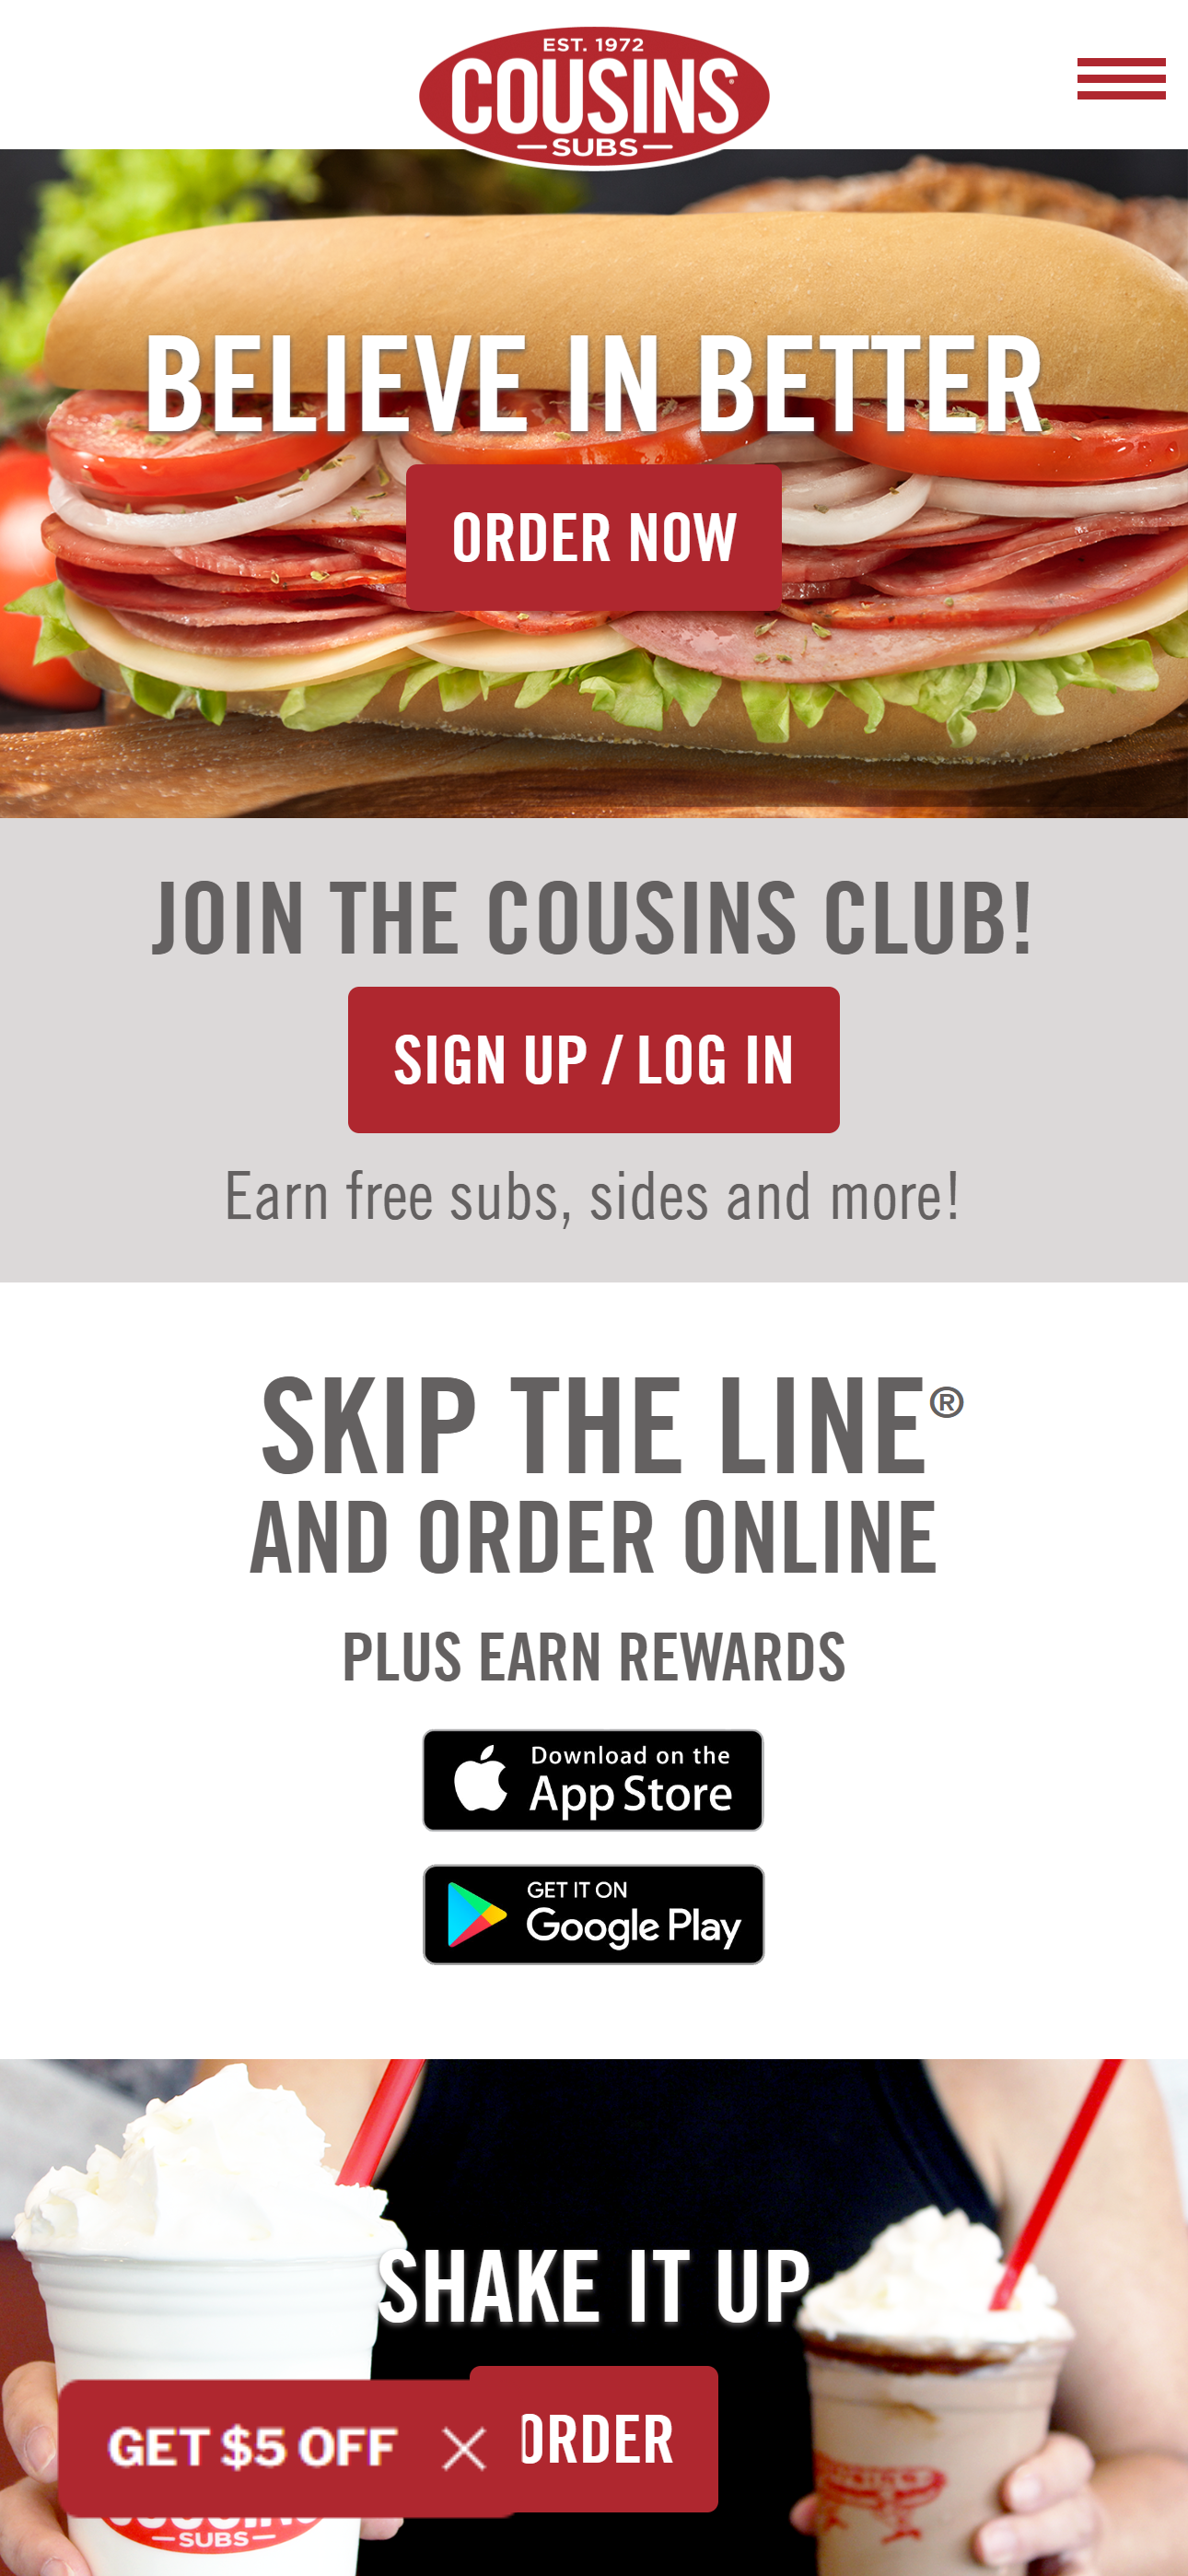 EST. 1972
COUSINS®
SUBS
BELIEVE IN BETTER
ORDER NOW
JOIN THE COUSINS CLUB!
SIGN UP / LOG IN
Earn free subs, sides and more!
SKIP THE LINE®
AND ORDER ONLINE
PLUS EARN REWARDS
Download on the
App Store
GET IT ON
Google Play
SHAKE IT UP
ORDER
GET $5 OFF
SUBS